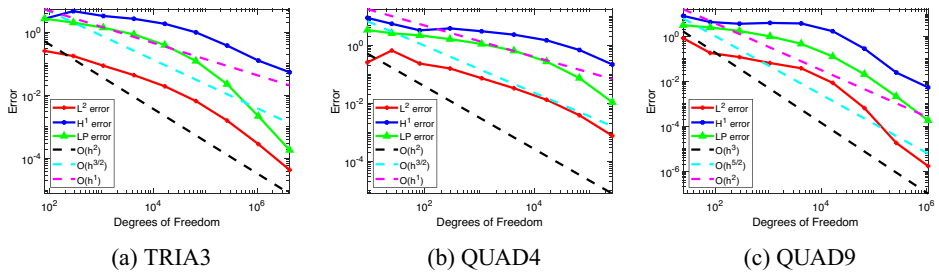 Error
10^0
10^-2
10^-4
L^2 error
H^1 error
LP error
O(h^2)
O(h^3/2)
O(h^1)
10^2
10^4
10^6
Degrees of Freedom
(a) TRIA3
Error
10^0
10^-2
10^-4
L^2 error
H^1 error
LP error
O(h^2)
O(h^3/2)
O(h^1)
10^2
10^4
Degrees of Freedom
(b) QUAD4
Error
10^0
10^-2
10^-4
10^-6
L^2 error
H^1 error
LP error
O(h^3)
O(h^5/2)
O(h^2)
10^2
10^3
10^4
10^5
10^6
Degrees of Freedom
(c) QUAD9